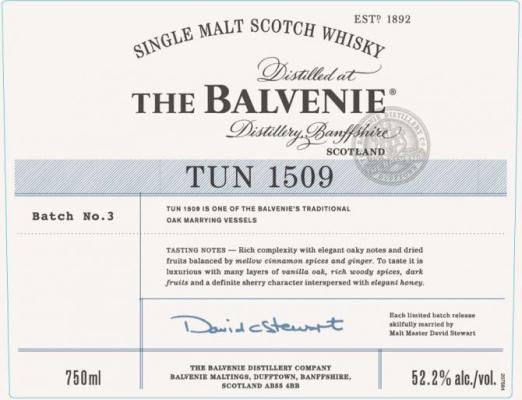 ESTD 1892
SINGLE MALT SCOTCH WHISKY
Distilled at
THE BALVENIE®
Distillery, Banffshire
SCOTLAND
TUN 1509
Batch No.3
TUN 1509 IS ONE OF THE BALVENIE'S TRADITIONAL
OAK MARRYING VESSELS
TASTING NOTES — Rich complexity with elegant oaky notes and dried
fruits balanced by mellow cinnamon spices and ginger. To taste it is
luxurious with many layers of vanilla oak, rich woody spices, dark
fruits and a definite sherry character interspersed with elegant honey.
David C Stewart
Each limited batch release
skilfully married by
Malt Master David Stewart
750ml
THE BALVENIE DISTILLERY COMPANY
BALVENIE MALTINGS, DUFFTOWN, BANFFSHIRE,
SCOTLAND AB55 4BB
52.2% alc./vol.